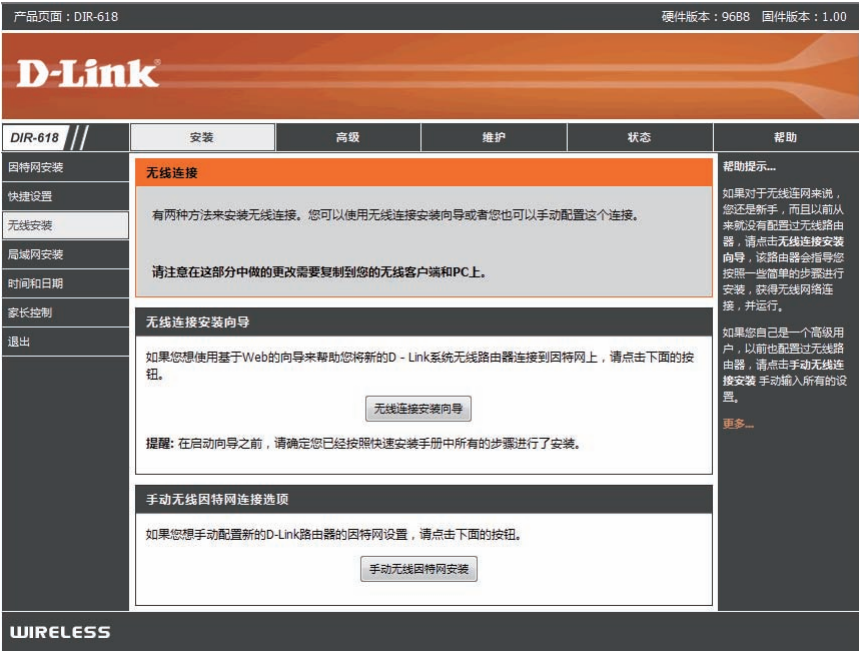 产品页面：DIR-618
硬件版本：96B8 固件版本：1.00
D-Link
DIR-618
安装
高级
维护
状态
帮助
因特网安装
快捷设置
无线安装
局域网安装
时间和日期
家长控制
退出
无线连接
有两种方法来安装无线连接。您可以使用无线连接安装向导或者您也可以手动配置这个连接。
请注意在这部分中做的更改需要复制到您的无线客户端和PC上。
无线连接安装向导
如果您想使用基于Web的向导来帮助您将新的D - Link系统无线路由器连接到因特网上，请点击下面的按
钮。
无线连接安装向导
提醒: 在启动向导之前，请确定您已经按照快速安装手册中所有的步骤进行了安装。
手动无线因特网连接选项
如果您想手动配置新的D-Link路由器的因特网设置，请点击下面的按钮。
手动无线因特网安装
帮助提示...
如果对于无线连网来说，
您还是新手，而且以前从
来就没有配置过无线路由
器，请点击无线连接安装
向导，该路由器会指导您
按照一些简单的步骤进行
安装，获得无线网络连
接，并运行。
如果您自己是一个高级用
户，以前也配置过无线路
由器，请点击手动无线连
接安装 手动输入所有的设
置。
更多...
WIRELESS